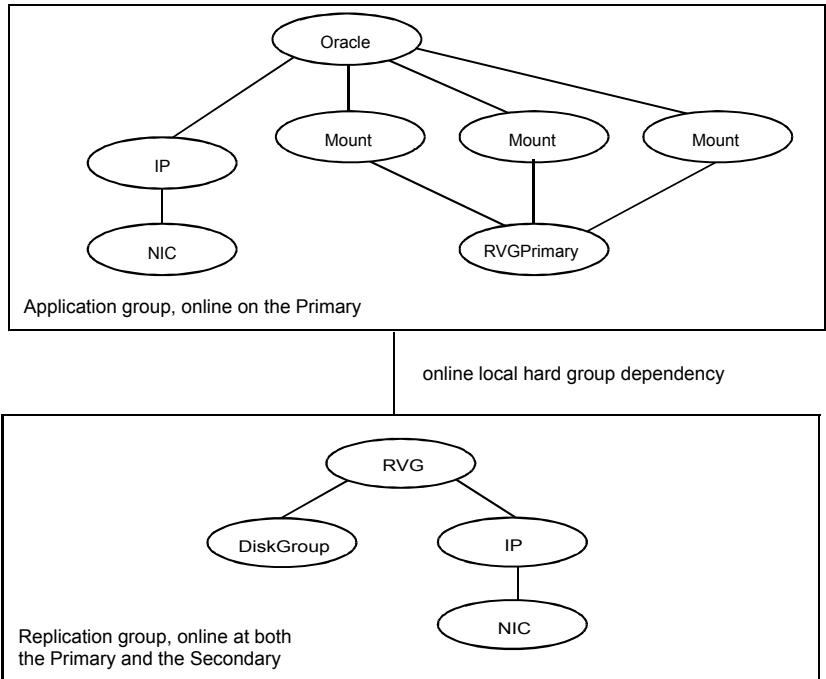 Oracle
Mount
Mount
Mount
IP
NIC
RVGPrimary
Application group, online on the Primary
online local hard group dependency
RVG
DiskGroup
IP
NIC
Replication group, online at both
the Primary and the Secondary